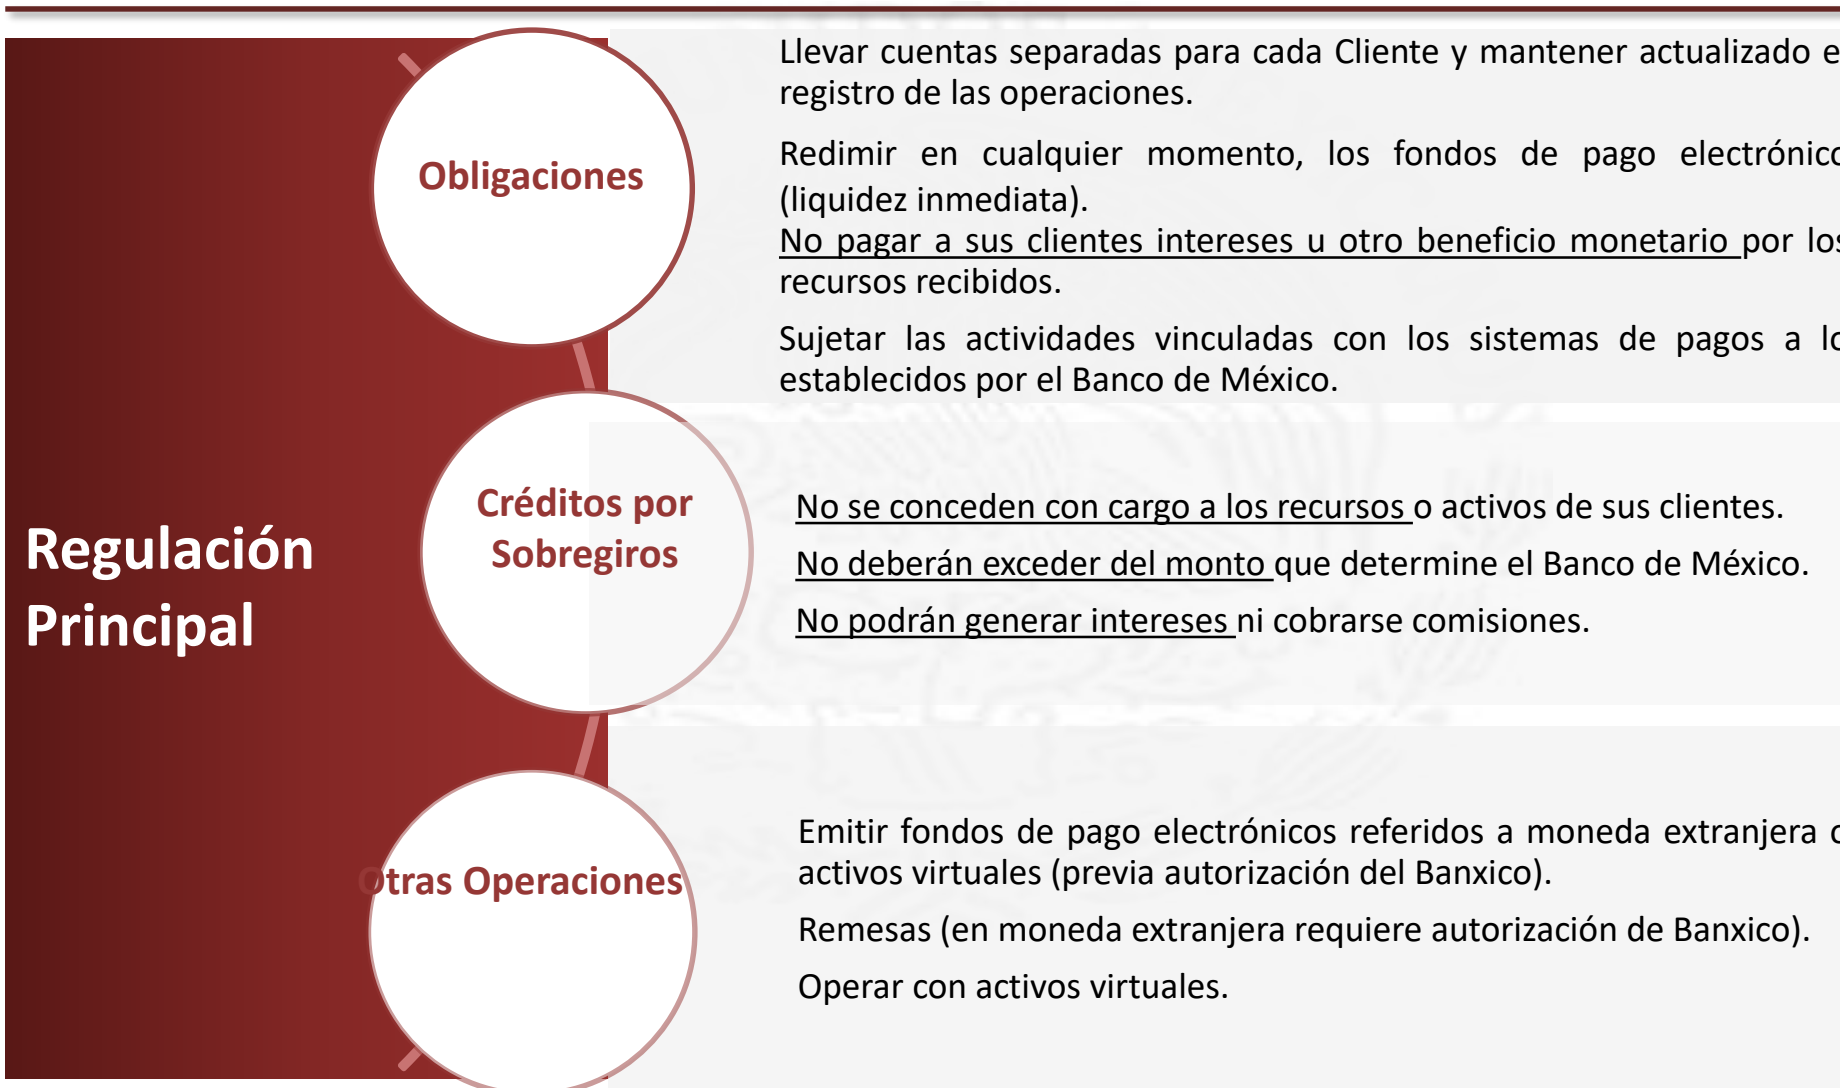 Regulación
Principal
Obligaciones
Llevar cuentas separadas para cada Cliente y mantener actualizado e
registro de las operaciones.
Redimir en cualquier momento, los fondos de pago electrónico
(liquidez inmediata).
No pagar a sus clientes intereses u otro beneficio monetario por los
recursos recibidos.
Sujetar las actividades vinculadas con los sistemas de pagos a lo
establecidos por el Banco de México.
Créditos por
Sobregiros
No se conceden con cargo a los recursos o activos de sus clientes.
No deberán exceder del monto que determine el Banco de México.
No podrán generar intereses ni cobrarse comisiones.
Otras Operaciones
Emitir fondos de pago electrónicos referidos a moneda extranjera o
activos virtuales (previa autorización del Banxico).
Remesas (en moneda extranjera requiere autorización de Banxico).
Operar con activos virtuales.